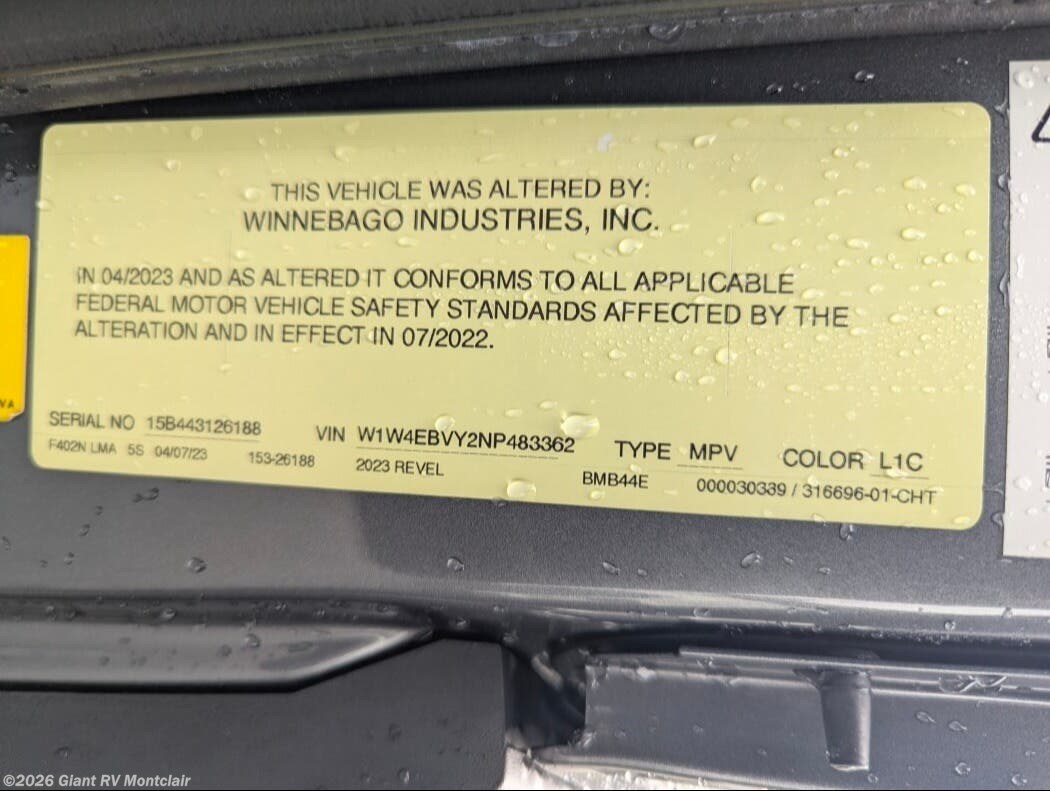 THIS VEHICLE WAS ALTERED BY:
WINNEBAGO INDUSTRIES, INC.
IN 04/2023 AND AS ALTERED IT CONFORMS TO ALL APPLICABLE
FEDERAL MOTOR VEHICLE SAFETY STANDARDS AFFECTED BY THE
ALTERATION AND IN EFFECT IN 07/2022.
SERIAL NO 15B443126188 VIN W1W4EBVY2NP483362 TYPE MPV COLOR L1C
F402N LMA 5S 04/07/23 153-26188 2023 REVEL BMB44E 000030339 / 316696-01-CHT
VA
©2026 Giant RV Montclair